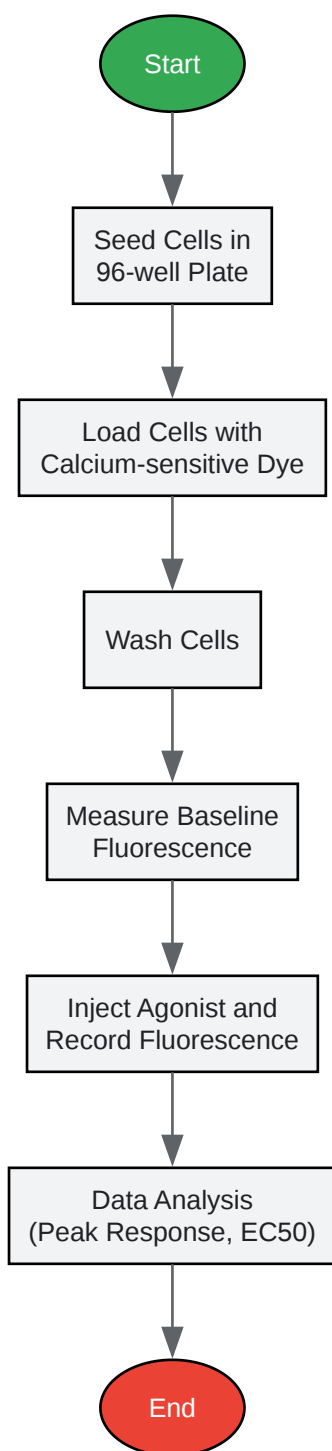 Start
Seed Cells in
96-well Plate
Load Cells with
Calcium-sensitive Dye
Wash Cells
Measure Baseline
Fluorescence
Inject Agonist and
Record Fluorescence
Data Analysis
(Peak Response, EC50)
End